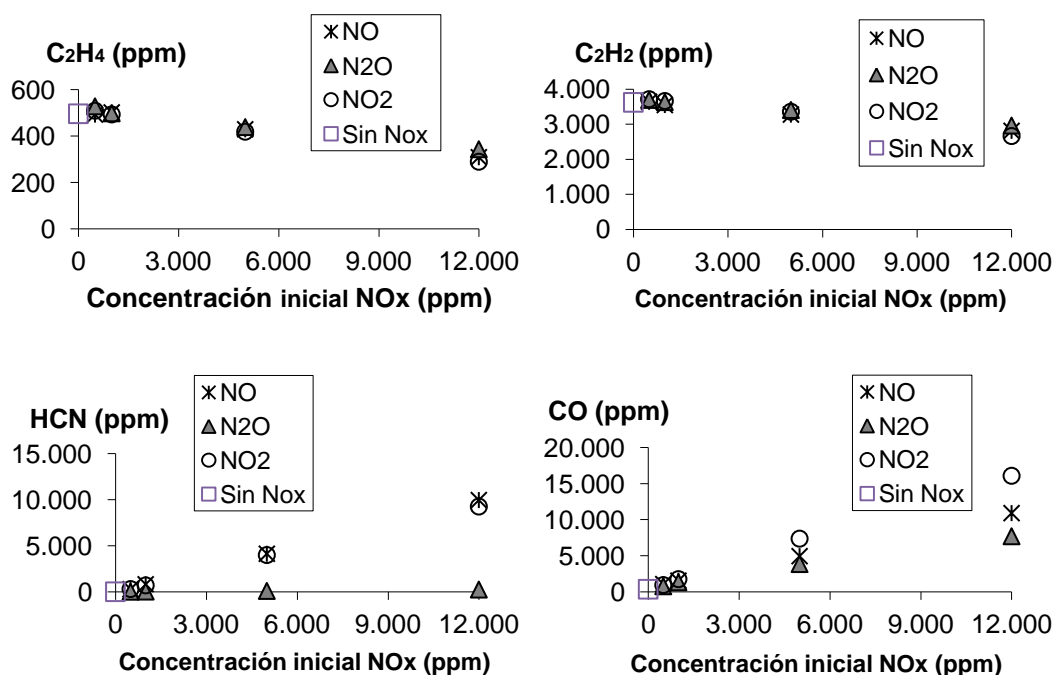 C2H4 (ppm)
NO
N2O
NO2
Sin Nox
600
400
200
0
0 3.000 6.000 9.000 12.000
Concentración inicial NOx (ppm)
C2H2 (ppm)
NO
N2O
NO2
Sin Nox
4.000
3.000
2.000
1.000
0
0 3.000 6.000 9.000 12.000
Concentración inicial NOx (ppm)
HCN (ppm)
NO
N2O
NO2
Sin Nox
15.000
10.000
5.000
0
0 3.000 6.000 9.000 12.000
Concentración inicial NOx (ppm)
CO (ppm)
NO
N2O
NO2
Sin Nox
20.000
15.000
10.000
5.000
0
0 3.000 6.000 9.000 12.000
Concentración inicial NOx (ppm)